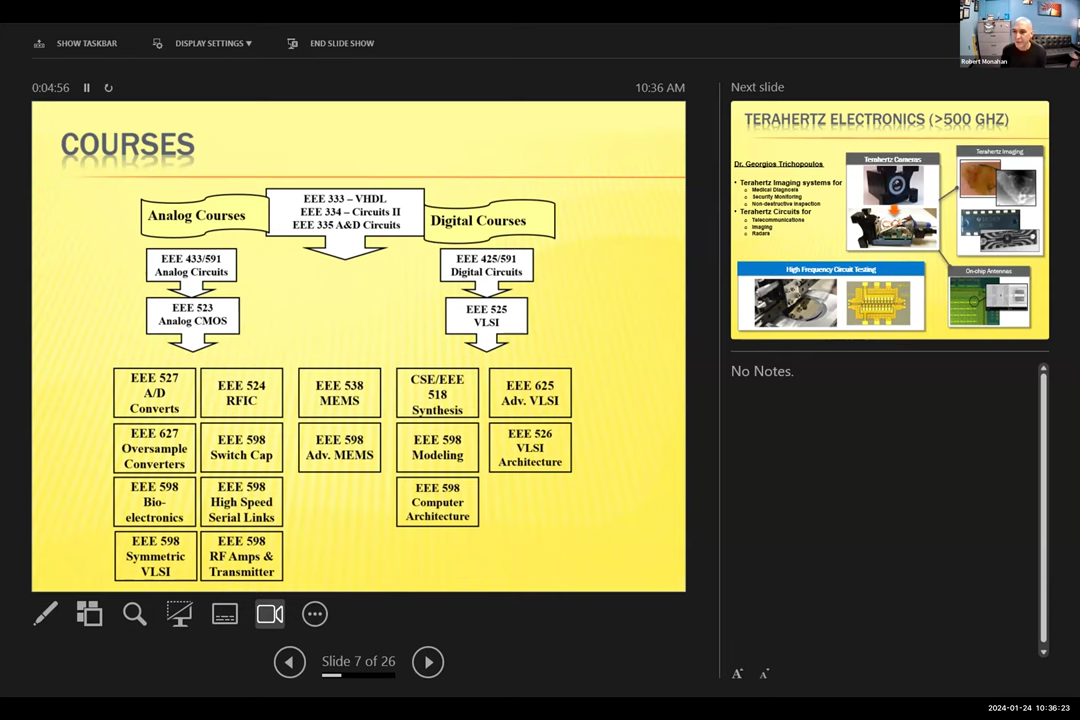 SHOW TASKBAR
DISPLAY SETTINGS ▼
END SLIDE SHOW
Robert Monahan
0:04:56
10:36 AM
COURSES
Analog Courses
EEE 333 – VHDL
EEE 334 – Circuits II
EEE 335 A&D Circuits
Digital Courses
EEE 433/591
Analog Circuits
EEE 425/591
Digital Circuits
EEE 523
Analog CMOS
EEE 525
VLSI
EEE 527
A/D
Converts
EEE 524
RFIC
EEE 538
MEMS
CSE/EEE
518
Synthesis
EEE 625
Adv. VLSI
EEE 627
Oversample
Converters
EEE 598
Switch Cap
EEE 598
Adv. MEMS
EEE 598
Modeling
EEE 526
VLSI
Architecture
EEE 598
Bio-
electronics
EEE 598
High Speed
Serial Links
EEE 598
Computer
Architecture
EEE 598
Symmetric
VLSI
EEE 598
RF Amps &
Transmitter
Slide 7 of 26
Next slide
TERAHERTZ ELECTRONICS (>500 GHZ)
Dr. Georgios Trichopoulos
• Terahertz Imaging systems for
o Medical Diagnosis
o Security Monitoring
o Non-destructive inspection
• Terahertz Circuits for
o Telecommunications
o Imaging
o Radars
Terahertz Cameras
Terahertz Imaging
High Frequency Circuit Testing
On-chip Antennas
No Notes.
A A
2024-01-24 10:36:23